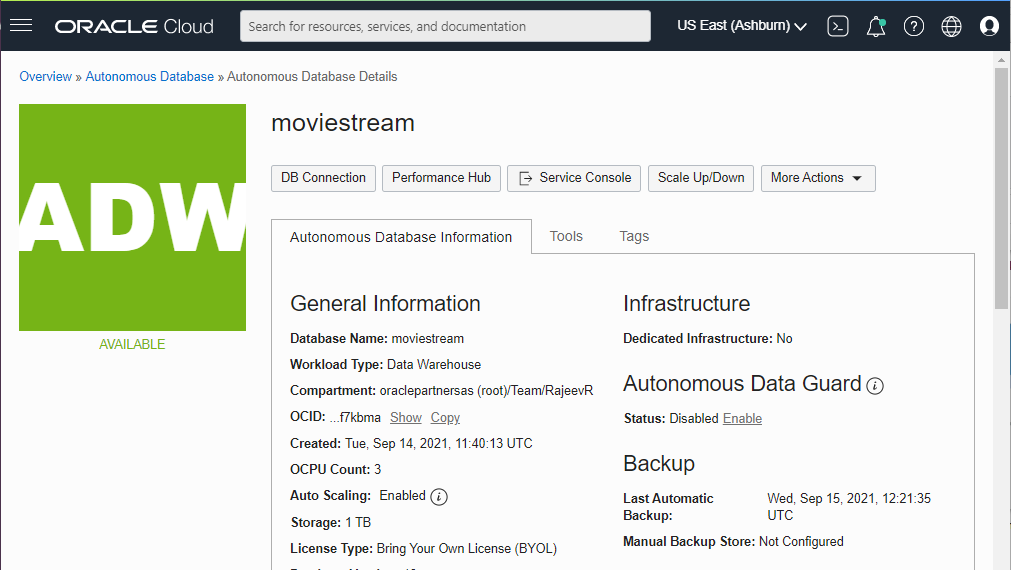 ORACLE Cloud
Search for resources, services, and documentation
US East (Ashburn)
Overview » Autonomous Database » Autonomous Database Details
ADW
AVAILABLE
moviestream
DB Connection
Performance Hub
Service Console
Scale Up/Down
More Actions
Autonomous Database Information
Tools
Tags
General Information
Database Name: moviestream
Workload Type: Data Warehouse
Compartment: oraclepartnersas (root)/Team/RajeevR
OCID: ...f7kbma Show Copy
Created: Tue, Sep 14, 2021, 11:40:13 UTC
OCPU Count: 3
Auto Scaling: Enabled
Storage: 1 TB
License Type: Bring Your Own License (BYOL)
Infrastructure
Dedicated Infrastructure: No
Autonomous Data Guard
Status: Disabled Enable
Backup
Last Automatic Backup: Wed, Sep 15, 2021, 12:21:35 UTC
Manual Backup Store: Not Configured